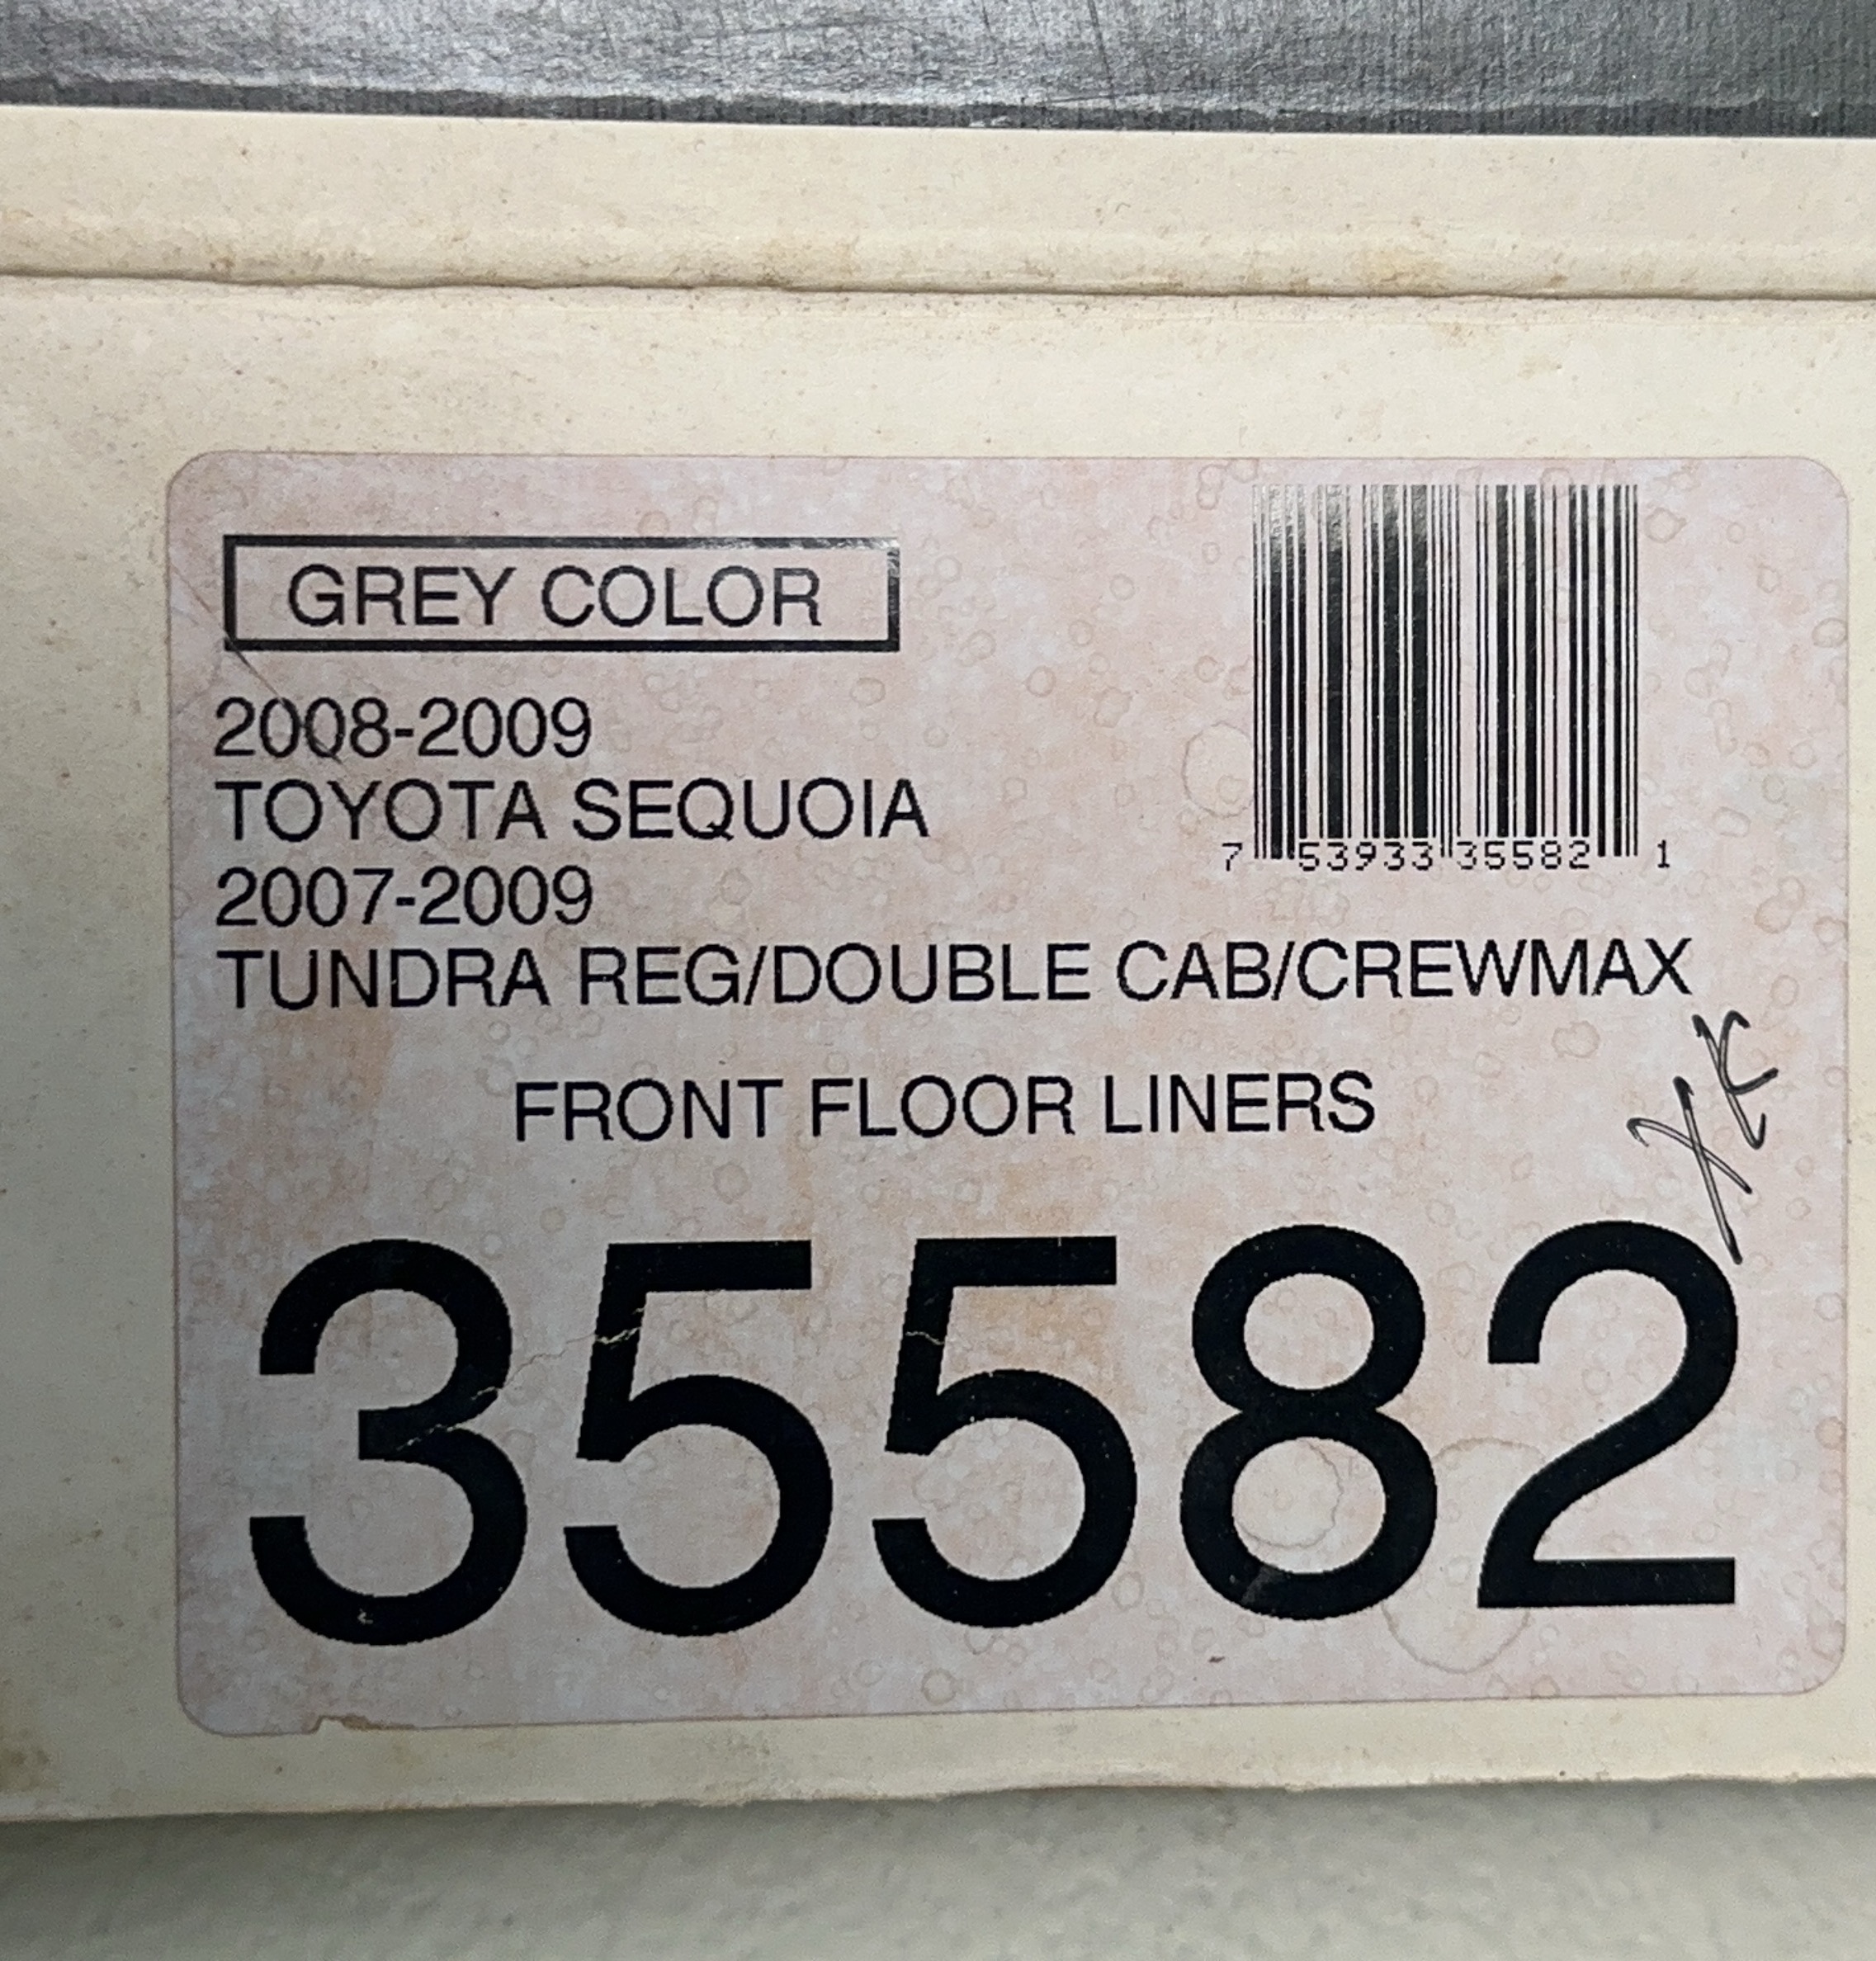 GREY COLOR
2008-2009
TOYOTA SEQUOIA
2007-2009
TUNDRA REG/DOUBLE CAB/CREWMAX
7 53933 35582 1
FRONT FLOOR LINERS
35582